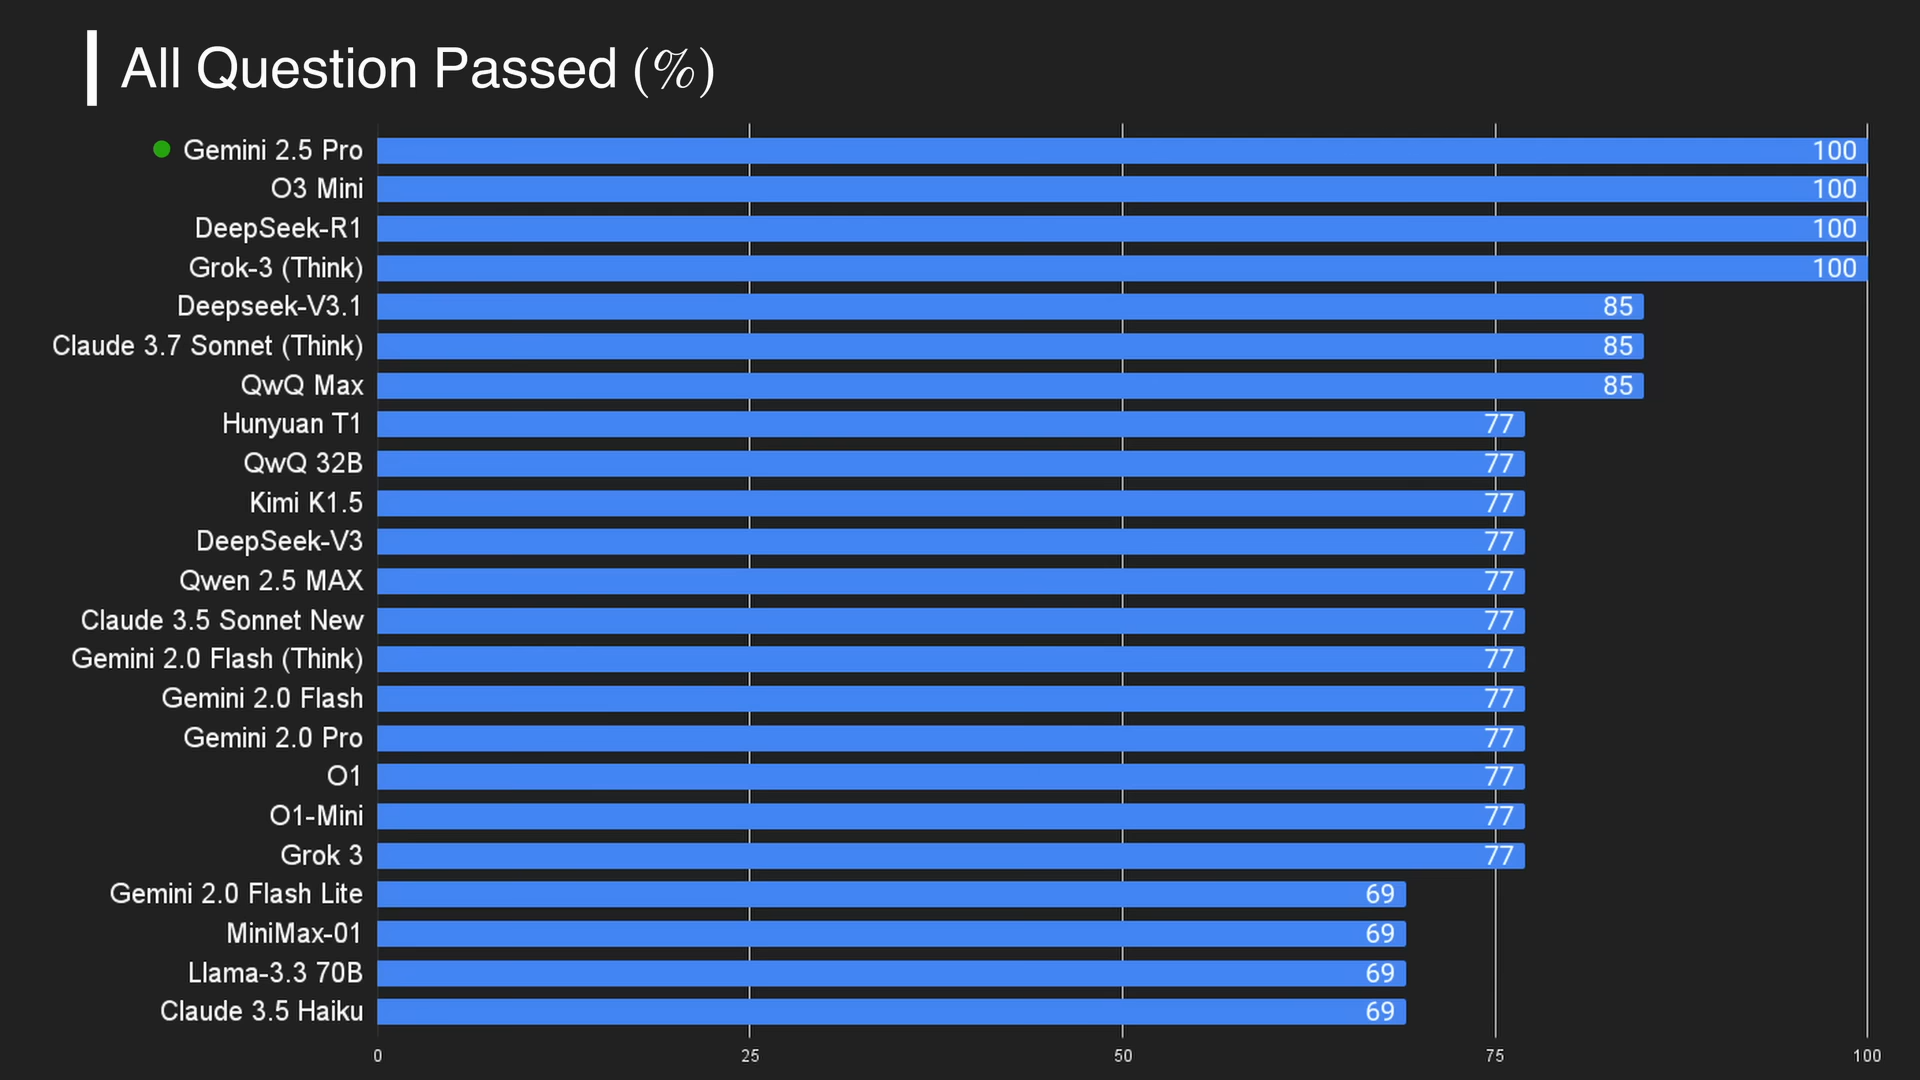 All Question Passed (%)
Gemini 2.5 Pro 100
O3 Mini 100
DeepSeek-R1 100
Grok-3 (Think) 100
Deepseek-V3.1 85
Claude 3.7 Sonnet (Think) 85
QwQ Max 85
Hunyuan T1 77
QwQ 32B 77
Kimi K1.5 77
DeepSeek-V3 77
Qwen 2.5 MAX 77
Claude 3.5 Sonnet New 77
Gemini 2.0 Flash (Think) 77
Gemini 2.0 Flash 77
Gemini 2.0 Pro 77
O1 77
O1-Mini 77
Grok 3 77
Gemini 2.0 Flash Lite 69
MiniMax-01 69
Llama-3.3 70B 69
Claude 3.5 Haiku 69
0 25 50 75 100